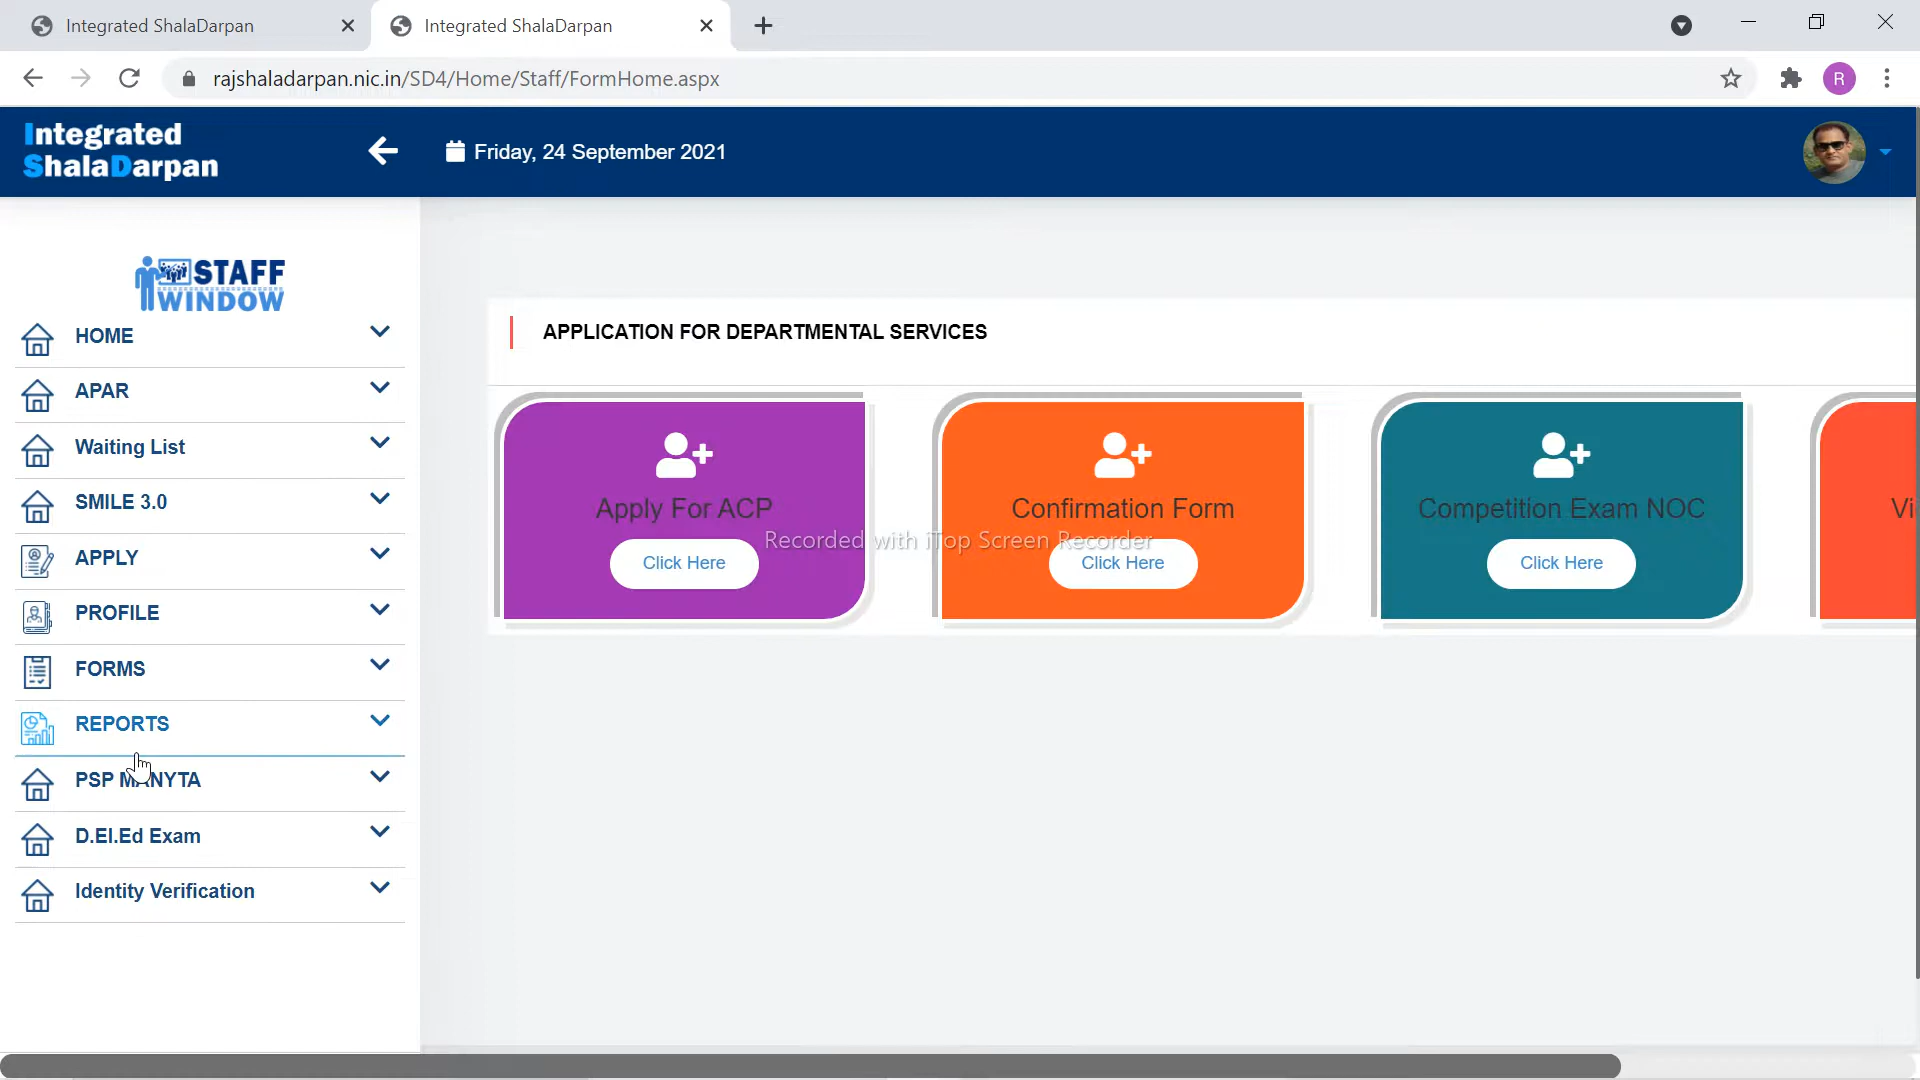 Integrated ShalaDarpan
Integrated ShalaDarpan
rajshaladarpan.nic.in/SD4/Home/Staff/FormHome.aspx
R
Integrated
ShalaDarpan
Friday, 24 September 2021
STAFF
WINDOW
HOME
APAR
Waiting List
SMILE 3.0
APPLY
PROFILE
FORMS
REPORTS
PSP MANYTA
D.El.Ed Exam
Identity Verification
APPLICATION FOR DEPARTMENTAL SERVICES
Apply For ACP
Click Here
Confirmation Form
Click Here
Competition Exam NOC
Click Here
Vi
Recorded with iTop Screen Recorder